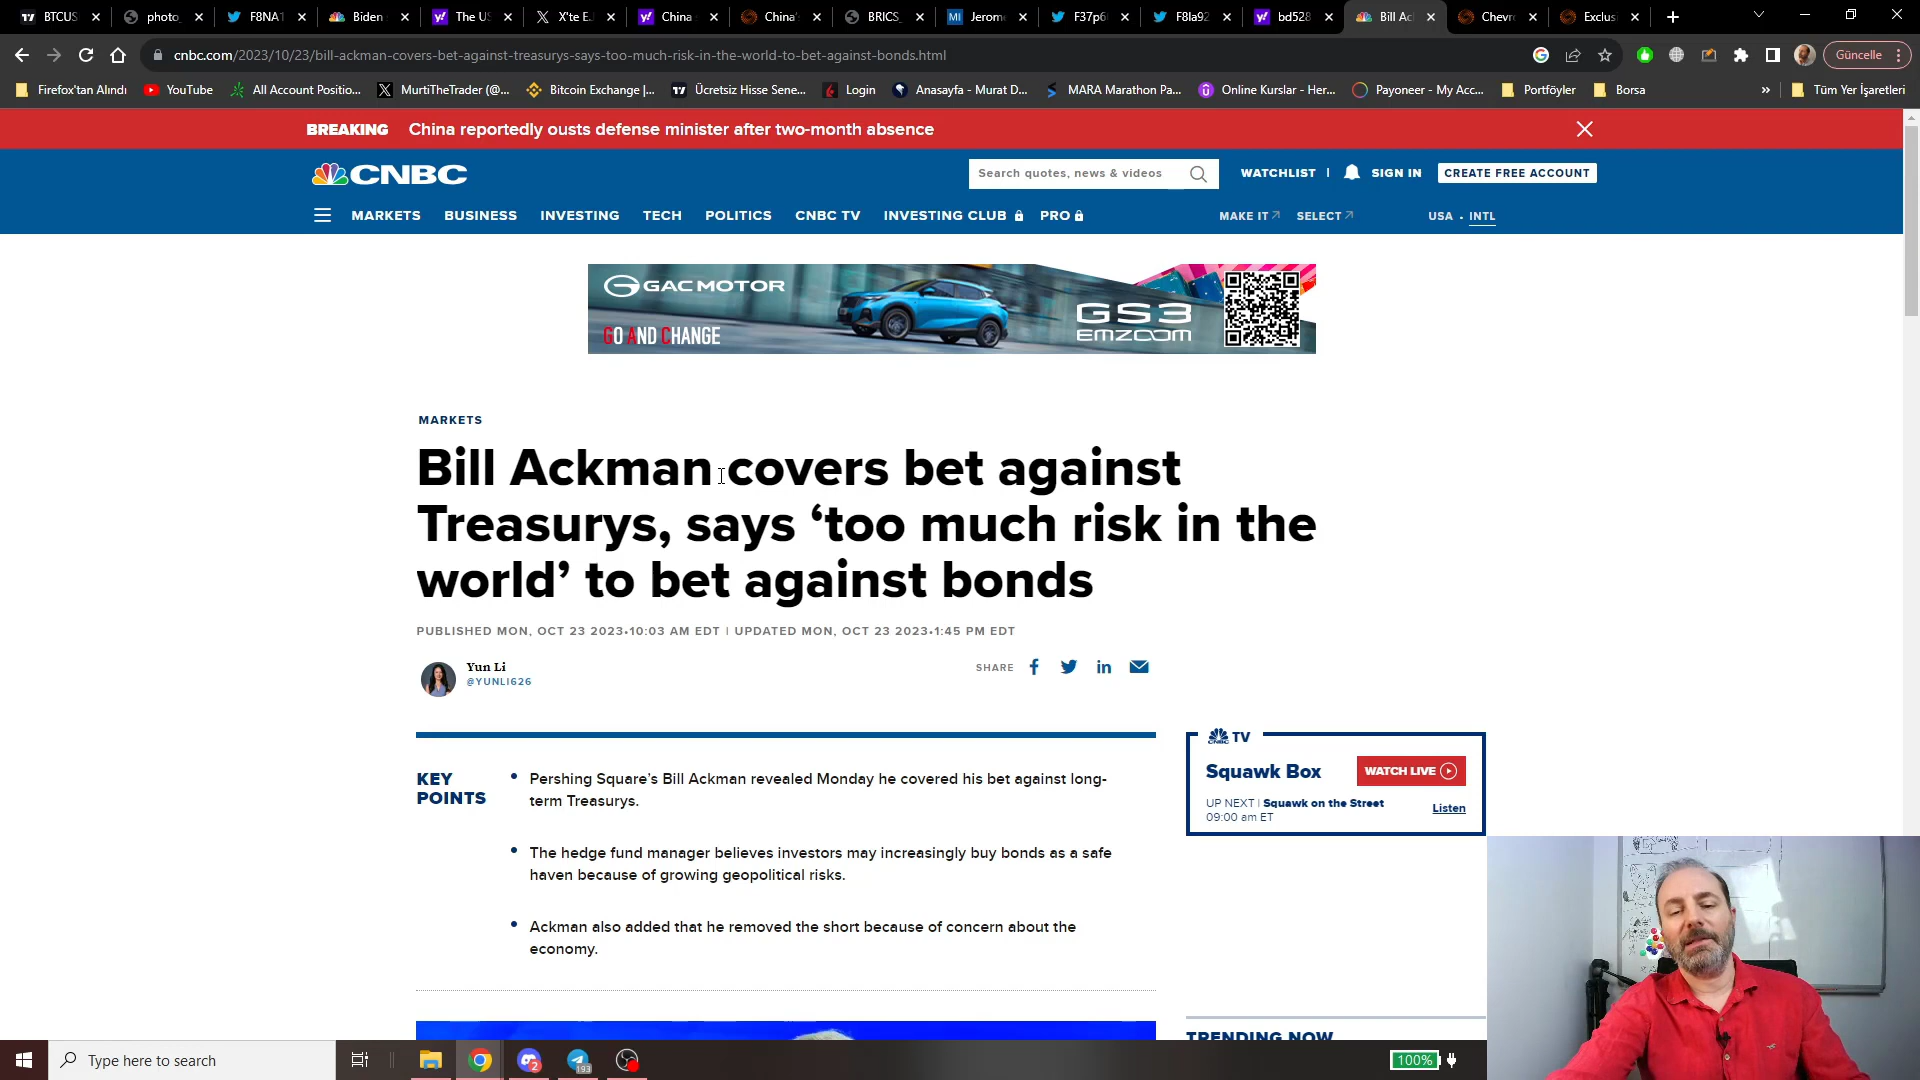 BTCUS
photo_
F8NA1
Biden
The US
X'te E.
China
China'
BRICS_
Jerome
F37p6
F8la92
bd528
Bill Ac
Chevr
Exclus
cnbc.com/2023/10/23/bill-ackman-covers-bet-against-treasurys-says-too-much-risk-in-the-world-to-bet-against-bonds.html
Güncelle
Firefox'tan Alındı
YouTube
All Account Positio...
MurtiTheTrader (@...
Bitcoin Exchange |...
Ücretsiz Hisse Sene...
Login
Anasayfa - Murat D...
MARA Marathon Pa...
Online Kurslar - Her...
Payoneer - My Acc...
Portföyler
Borsa
»
Tüm Yer İşaretleri
BREAKING China reportedly ousts defense minister after two-month absence
CNBC
Search quotes, news & videos
WATCHLIST |
SIGN IN
CREATE FREE ACCOUNT
MARKETS BUSINESS INVESTING TECH POLITICS CNBC TV INVESTING CLUB PRO
MAKE IT SELECT
USA • INTL
GAC MOTOR
GO AND CHANGE
GS3
EMZOOM
MARKETS
Bill Ackman covers bet against
Treasurys, says ‘too much risk in the
world’ to bet against bonds
PUBLISHED MON, OCT 23 2023•10:03 AM EDT | UPDATED MON, OCT 23 2023•1:45 PM EDT
Yun Li
@YUNLI626
SHARE
KEY
POINTS
• Pershing Square’s Bill Ackman revealed Monday he covered his bet against long-
term Treasurys.
• The hedge fund manager believes investors may increasingly buy bonds as a safe
haven because of growing geopolitical risks.
• Ackman also added that he removed the short because of concern about the
economy.
CNBC TV
Squawk Box
WATCH LIVE
UP NEXT | Squawk on the Street
09:00 am ET
Listen
TRENDING NOW
Type here to search
2
193
100%